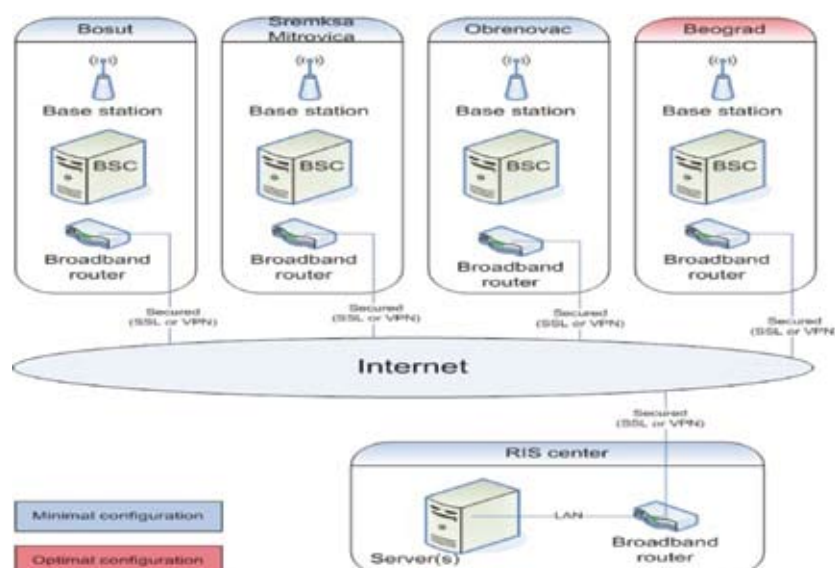 Bosut
Sremksa
Mitrovica
Obrenovac
Beograd
Base station
Base station
Base station
Base station
BSC
BSC
BSC
BSC
Broadband
router
Broadband
router
Broadband
router
Broadband
router
Secured
(SSL or VPN)
Secured
(SSL or VPN)
Secured
(SSL or VPN)
Secured
(SSL or VPN)
Internet
Secured
(SSL or VPN)
RIS center
LAN
Server(s)
Broadband
router
Minimal configuration
Optimal configuration